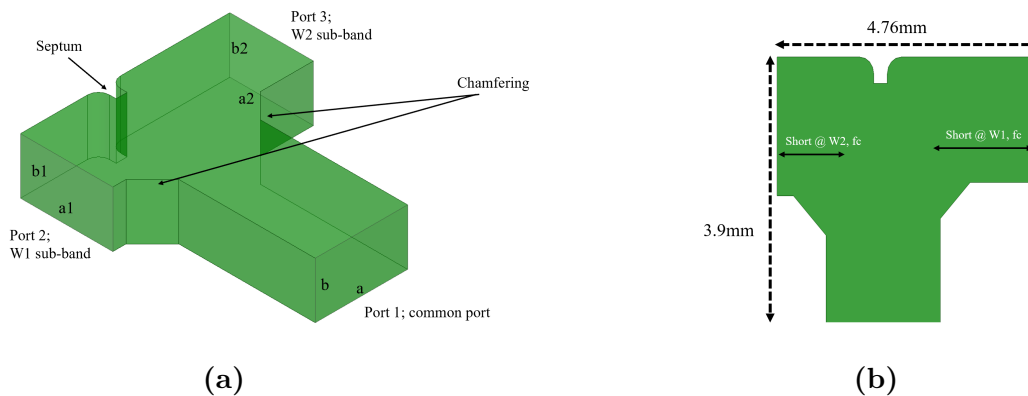 Port 3;
W2 sub-band
Septum
b2
Chamfering
a2
b1
a1
Port 2;
W1 sub-band
b
a
Port 1; common port
(a)
4.76mm
Short @ W2, fc
Short @ W1, fc
3.9mm
(b)